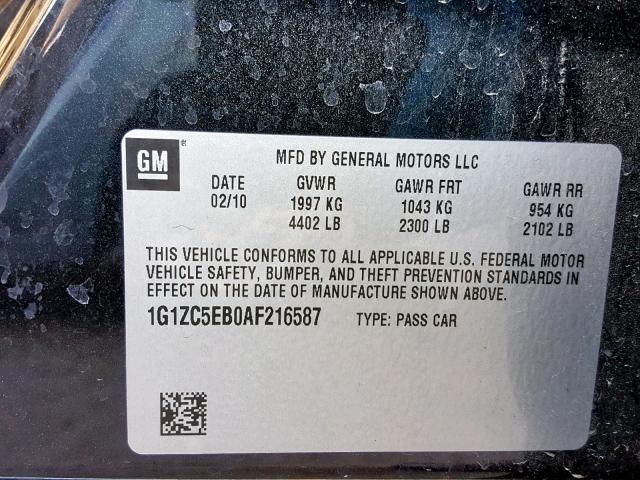 GM
MFD BY GENERAL MOTORS LLC
DATE GVWR GAWR FRT GAWR RR
02/10 1997 KG 1043 KG 954 KG
4402 LB 2300 LB 2102 LB
THIS VEHICLE CONFORMS TO ALL APPLICABLE U.S. FEDERAL MOTOR
VEHICLE SAFETY, BUMPER, AND THEFT PREVENTION STANDARDS IN
EFFECT ON THE DATE OF MANUFACTURE SHOWN ABOVE.
1G1ZC5EB0AF216587 TYPE: PASS CAR